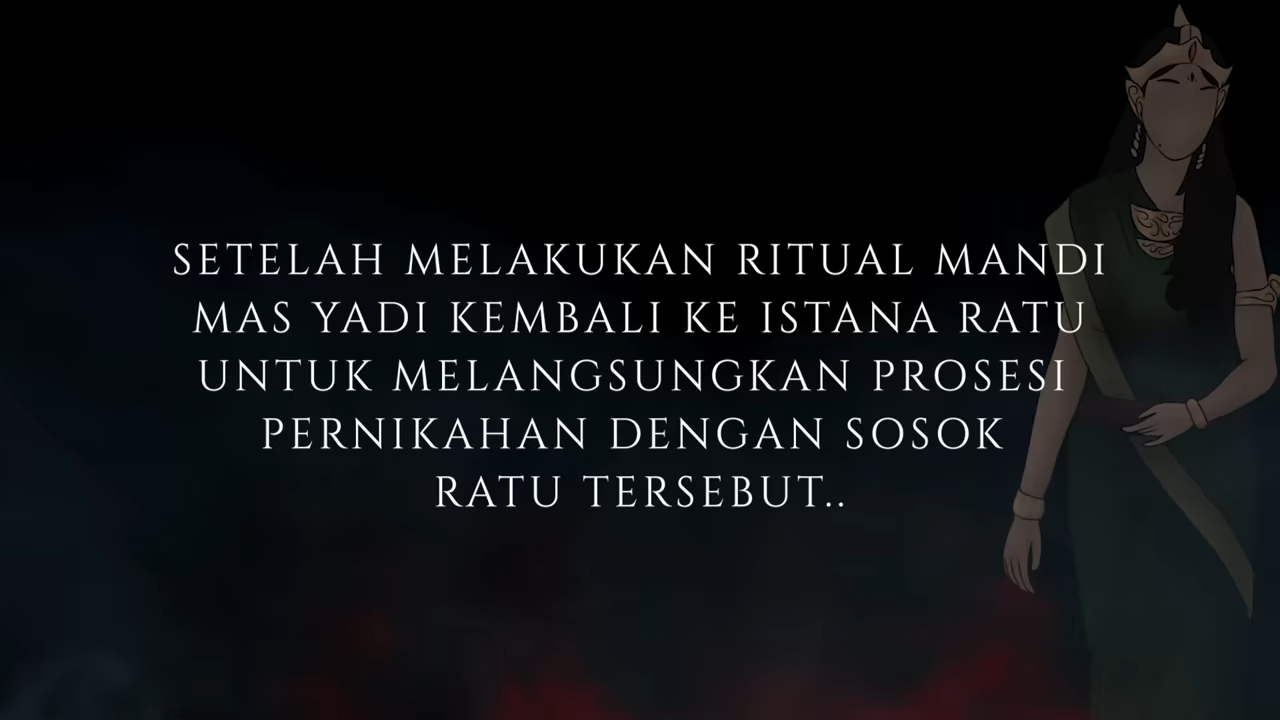 SETELAH MELAKUKAN RITUAL MANDI
MAS YADI KEMBALI KE ISTANA RATU
UNTUK MELANGSUNGKAN PROSESI
PERNIKAHAN DENGAN SOSOK
RATU TERSEBUT..